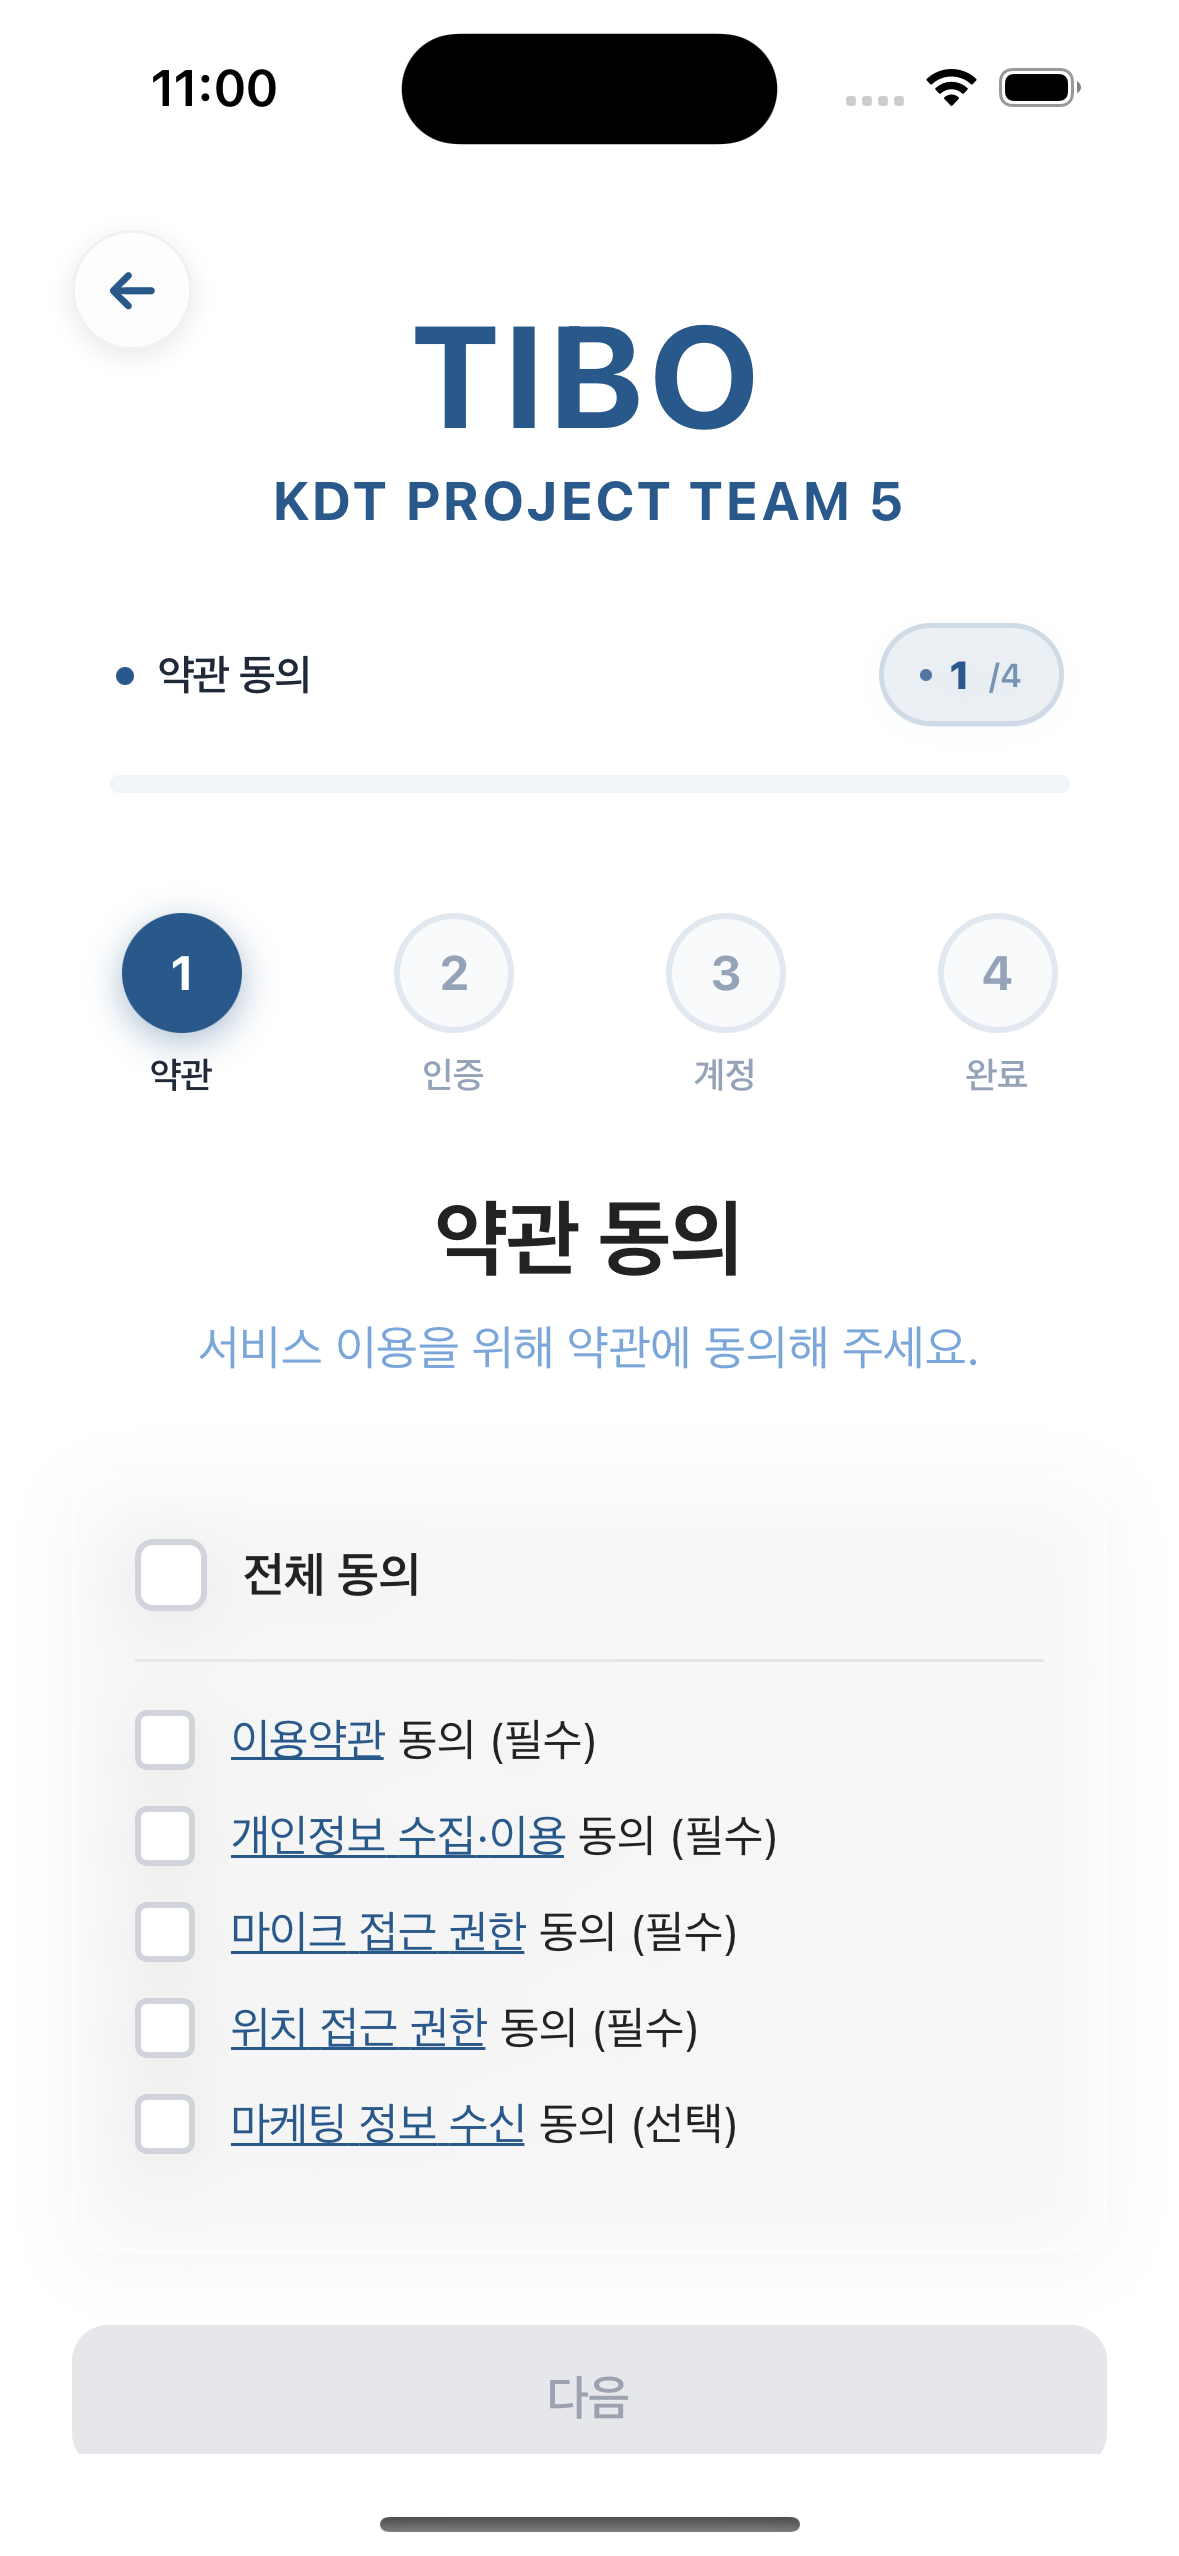 11:00
TIBO
KDT PROJECT TEAM 5
약관 동의
1 /4
1
2
3
4
약관
인증
계정
완료
약관 동의
서비스 이용을 위해 약관에 동의해 주세요.
전체 동의
이용약관 동의 (필수)
개인정보 수집·이용 동의 (필수)
마이크 접근 권한 동의 (필수)
위치 접근 권한 동의 (필수)
마케팅 정보 수신 동의 (선택)
다음